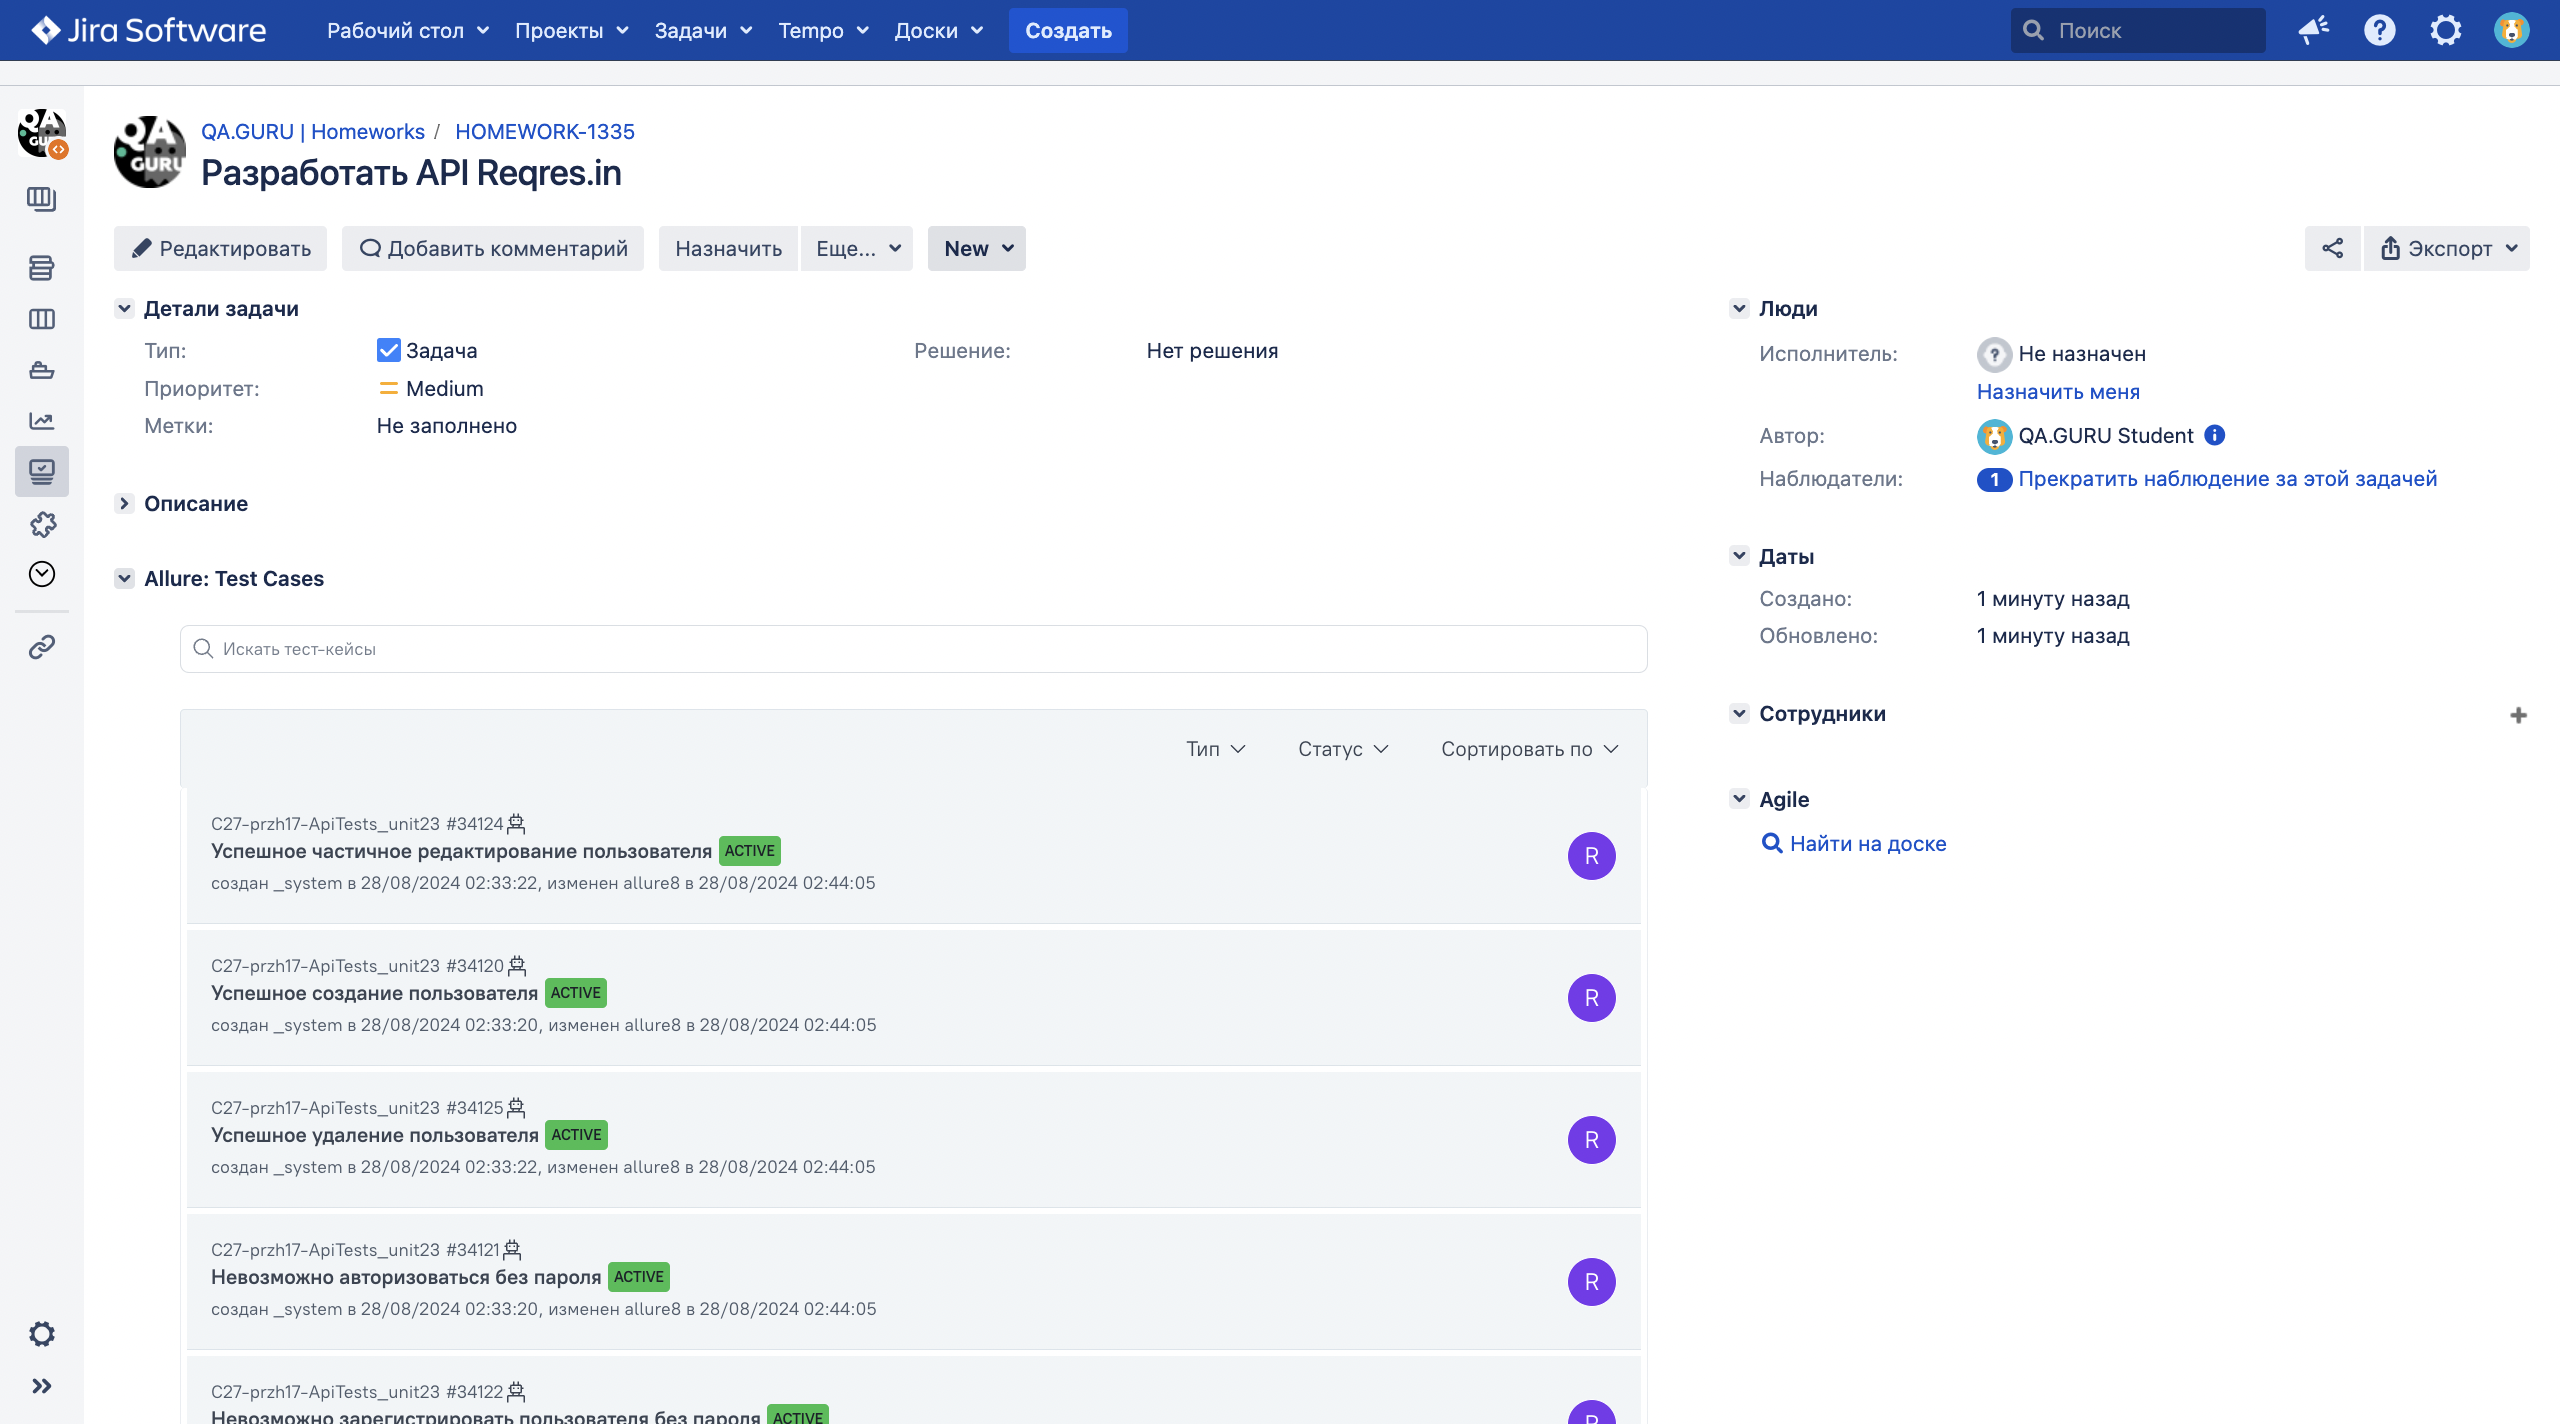 Jira Software Рабочий стол Проекты Задачи Tempo Доски Создать Поиск
QA.GURU | Homeworks / HOMEWORK-1335
Разработать API Reqres.in
Редактировать Добавить комментарий Назначить Еще... New Экспорт
Детали задачи
Тип: Задача Решение: Нет решения
Приоритет: Medium
Метки: Не заполнено
Описание
Allure: Test Cases
Искать тест-кейсы
Тип Статус Сортировать по
C27-przh17-ApiTests_unit23 #34124
Успешное частичное редактирование пользователя ACTIVE
создан _system в 28/08/2024 02:33:22, изменен allure8 в 28/08/2024 02:44:05
R
C27-przh17-ApiTests_unit23 #34120
Успешное создание пользователя ACTIVE
создан _system в 28/08/2024 02:33:20, изменен allure8 в 28/08/2024 02:44:05
R
C27-przh17-ApiTests_unit23 #34125
Успешное удаление пользователя ACTIVE
создан _system в 28/08/2024 02:33:22, изменен allure8 в 28/08/2024 02:44:05
R
C27-przh17-ApiTests_unit23 #34121
Невозможно авторизоваться без пароля ACTIVE
создан _system в 28/08/2024 02:33:20, изменен allure8 в 28/08/2024 02:44:05
R
C27-przh17-ApiTests_unit23 #34122
Невозможно зарегистрировать пользователя без пароля ACTIVE
R
Люди
Исполнитель: Не назначен
Назначить меня
Автор: QA.GURU Student
Наблюдатели: 1 Прекратить наблюдение за этой задачей
Даты
Создано: 1 минуту назад
Обновлено: 1 минуту назад
Сотрудники
Agile
Найти на доске
QA
GURU
QA
GU